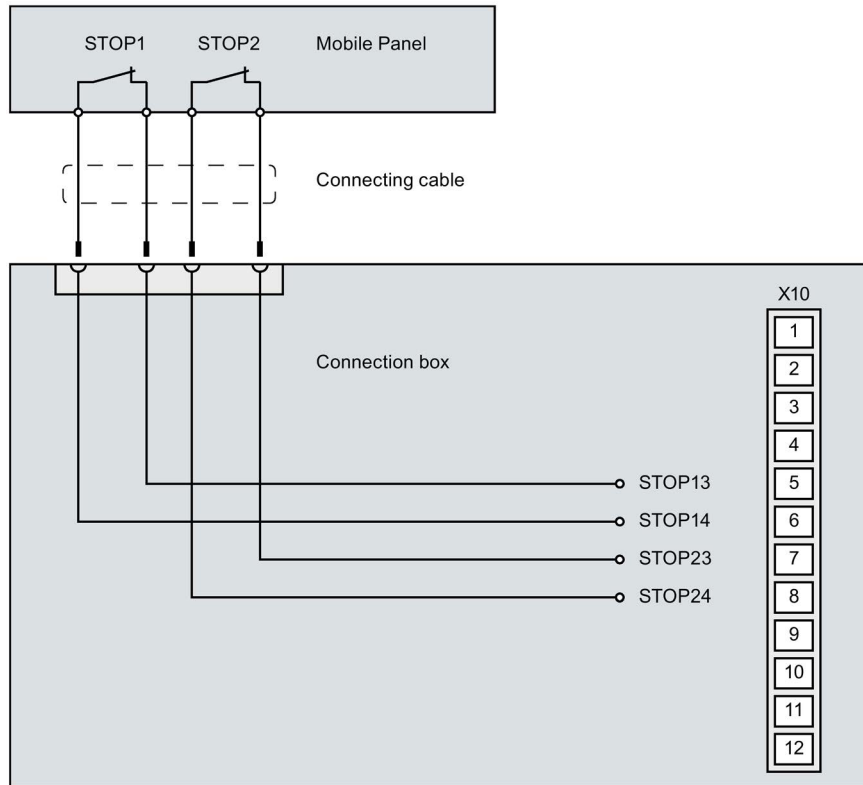 STOP1 STOP2 Mobile Panel
Connecting cable
X10
1
Connection box
2
3
4
STOP13 5
STOP14 6
STOP23 7
STOP24 8
9
10
11
12